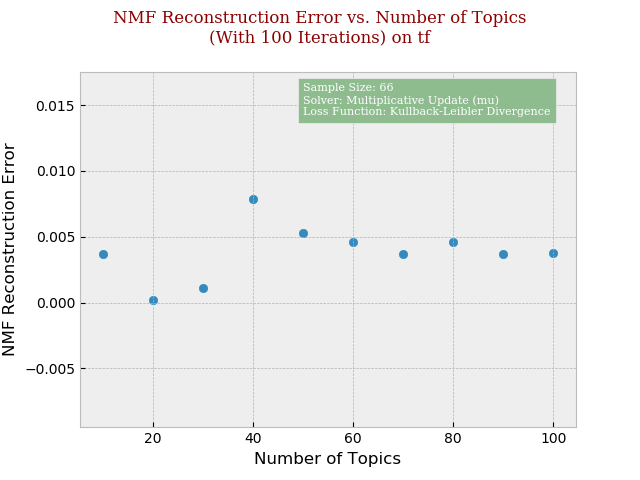 NMF Reconstruction Error vs. Number of Topics
(With 100 Iterations) on tf
Sample Size: 66
Solver: Multiplicative Update (mu)
Loss Function: Kullback-Leibler Divergence
NMF Reconstruction Error
0.015
0.010
0.005
0.000
−0.005
20 40 60 80 100
Number of Topics